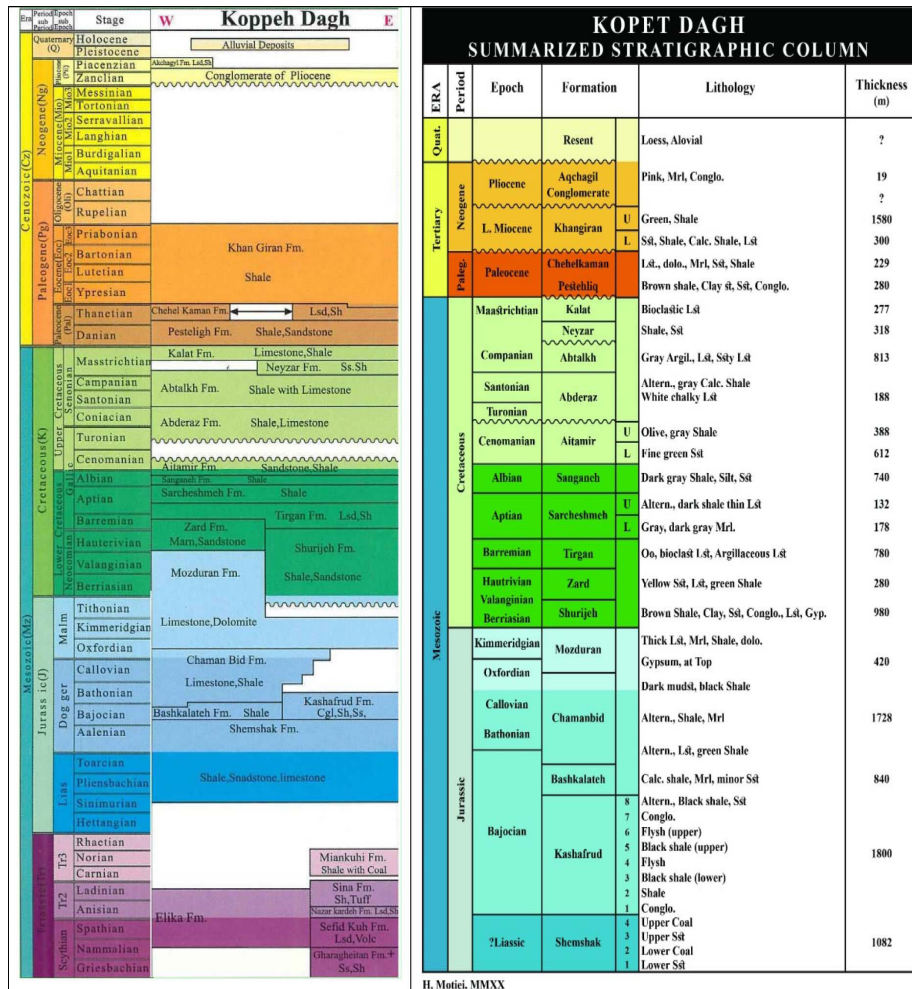 Era
Period
sub
Period
Epoch
sub
Epoch
Stage
W
Koppeh Dagh
E
Cenozoic(Cz)
Quaternary
(Q)
Holocene
Pleistocene
Alluvial Deposits
Neogene(Ng)
Piacenzian
Akchagyl Fm. Lsd,Sh
Zanclian
Conglomerate of Pliocene
Miocene(Mio)
Mio3
Messinian
Tortonian
Mio2
Serravallian
Langhian
Mio1
Burdigalian
Aquitanian
Paleogene(Pg)
Oligocene
(Oli)
Chattian
Rupelian
Eocene(Eoc)
Eoc3
Priabonian
Khan Giran Fm.
Eoc2
Bartonian
Lutetian
Shale
Eoc1
Ypresian
Paleocene
(Pal)
Thanetian
Chehel Kaman Fm.
Lsd,Sh
Danian
Pesteligh Fm. Shale,Sandstone
Mesozoic(Mz)
Cretaceous(K)
Upper Cretaceous
Senonian
Masstrichtian
Kalat Fm. Limestone,Shale
Neyzar Fm. Ss.Sh
Campanian
Abtalkh Fm. Shale with Limestone
Santonian
Coniacian
Abderaz Fm. Shale,Limestone
Turonian
Cenomanian
Aitamir Fm. Sandstone,Shale
Lower Cretaceous
Gallic
Albian
Sanganeh Fm. Shale
Aptian
Sarcheshmeh Fm. Shale
Tirgan Fm. Lsd,Sh
Barremian
Zard Fm.
Marn,Sandstone
Neocomian
Hauterivian
Shurijeh Fm.
Valanginian
Mozduran Fm.
Shale,Sandstone
Berriasian
Jurassic(J)
Malm
Tithonian
Limestone,Dolomite
Kimmeridgian
Oxfordian
Dogger
Chaman Bid Fm.
Callovian
Limestone,Shale
Bathonian
Kashafrud Fm.
Cgl,Sh,Ss,
Bajocian
Bashkalateh Fm. Shale
Aalenian
Shemshak Fm.
Lias
Toarcian
Pliensbachian
Shale,Snadstone,limestone
Sinimurian
Hettangian
Tr3
Rhaetian
Norian
Miankuhi Fm.
Carnian
Shale with Coal
Tr2
Ladinian
Sina Fm.
Sh,Tuff
Anisian
Nazar kardeh Fm. Lsd,Sh
Elika Fm.
Scythian
Spathian
Sefid Kuh Fm.
Lsd,Volc
Nammalian
Gharagheitan Fm.+
Griesbachian
Ss,Sh
KOPET DAGH
SUMMARIZED STRATIGRAPHIC COLUMN
ERA
Period
Epoch
Formation
Lithology
Thickness
(m)
Quat.
Resent
Loess, Alovial
?
Tertiary
Neogene
Pliocene
Aqchagil
Conglomerate
Pink, Mrl, Conglo.
19
?
L. Miocene
Khangiran
U
Green, Shale
1580
L
Sst, Shale, Calc. Shale, Lst
300
Paleg.
Paleocene
Chehelkaman
Lst., dolo., Mrl, Sst, Shale
229
Pestehliq
Brown shale, Clay st, Sst, Conglo.
280
Mesozoic
Cretaceous
Maastrichtian
Kalat
Bioclastic Lst
277
Neyzar
Shale, Sst
318
Companian
Abtalkh
Gray Argil., Lst, Ssty Lst
813
Santonian
Turonian
Abderaz
Altern., gray Calc. Shale
White chalky Lst
188
Cenomanian
Aitamir
U
Olive, gray Shale
388
L
Fine green Sst
612
Albian
Sanganeh
Dark gray Shale, Silt, Sst
740
Aptian
Sarcheshmeh
U
Altern., dark shale thin Lst
132
L
Gray, dark gray Mrl.
178
Barremian
Tirgan
Oo, bioclast Lst, Argillaceous Lst
780
Hautrivian
Valanginian
Berriasian
Zard
Yellow Sst, Lst, green Shale
280
Shurijeh
Brown Shale, Clay, Sst, Conglo., Lst, Gyp.
980
Jurassic
Kimmeridgian
Oxfordian
Mozduran
Thick Lst, Mrl, Shale, dolo.
Gypsum, at Top
420
Callovian
Bathonian
Chamanbid
Dark mudst, black Shale
Altern., Shale, Mrl
1728
Altern., Lst, green Shale
Bajocian
Bashkalateh
Calc. shale, Mrl, minor Sst
840
Kashafrud
8 Altern., Black shale, Sst
7 Conglo.
6 Flysh (upper)
5 Black shale (upper)
4 Flysh
3 Black shale (lower)
2 Shale
1 Conglo.
1800
?Liassic
Shemshak
4 Upper Coal
3 Upper Sst
2 Lower Coal
1 Lower Sst
1082
H. Motiei, MMXX